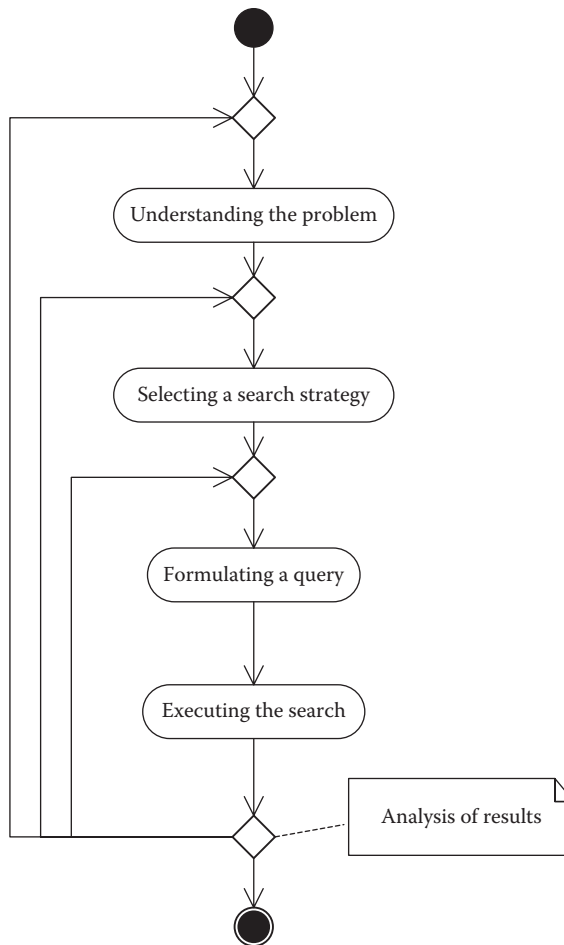 Understanding the problem
Selecting a search strategy
Formulating a query
Executing the search
Analysis of results